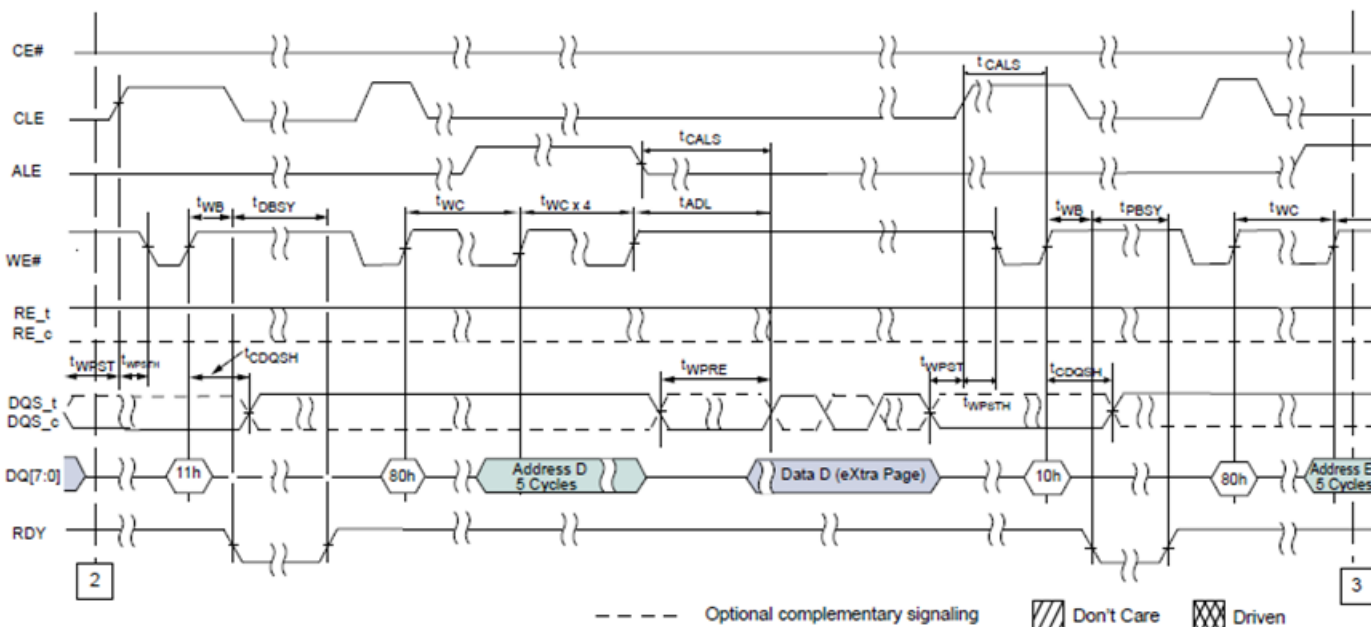 CE#
t CALS
CLE
tCALS
ALE
tWB tDBSY tWC tWC x 4 tADL tWB tPBSY tWC
WE#
RE_t
RE_c
tWPST tWPSTH tCDQSH tWPRE tWPST tWPSTH tCDQSH
DQS_t
DQS_c
DQ[7:0] 11h 80h Address D 5 Cycles Data D (eXtra Page) 10h 80h Address E 5 Cycles
RDY
2 3
Optional complementary signaling Don't Care Driven